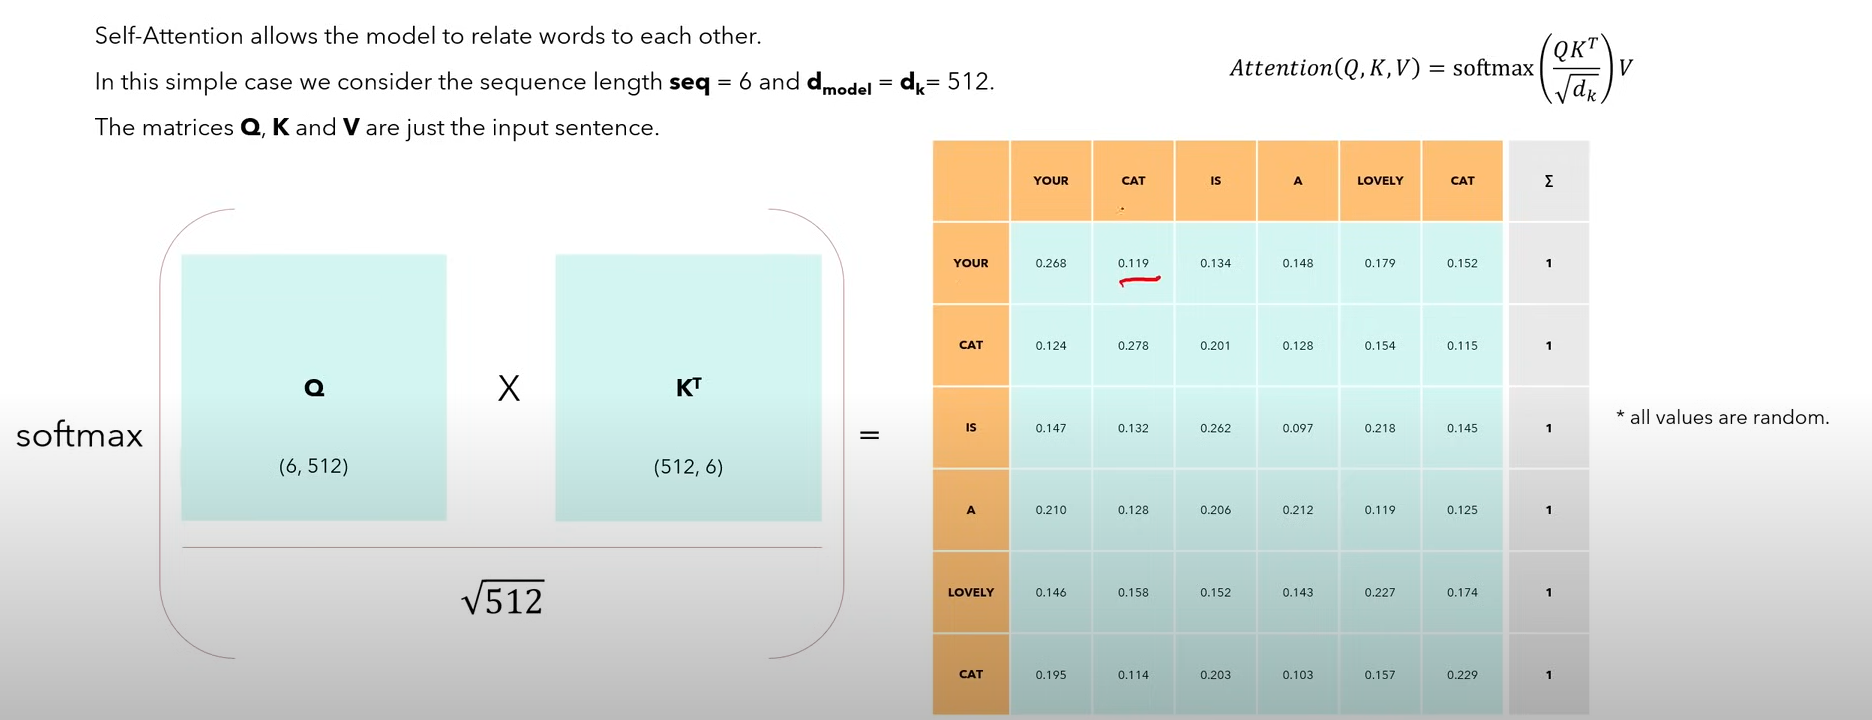 Self-Attention allows the model to relate words to each other.
In this simple case we consider the sequence length seq = 6 and dmodel = dk= 512.
The matrices Q, K and V are just the input sentence.
Attention(Q, K, V) = softmax(QK^T / √dk)V
softmax
Q
(6, 512)
X
K^T
(512, 6)
√512
=
YOUR CAT IS A LOVELY CAT Σ
YOUR 0.268 0.119 0.134 0.148 0.179 0.152 1
CAT 0.124 0.278 0.201 0.128 0.154 0.115 1
IS 0.147 0.132 0.262 0.097 0.218 0.145 1
A 0.210 0.128 0.206 0.212 0.119 0.125 1
LOVELY 0.146 0.158 0.152 0.143 0.227 0.174 1
CAT 0.195 0.114 0.203 0.103 0.157 0.229 1
* all values are random.